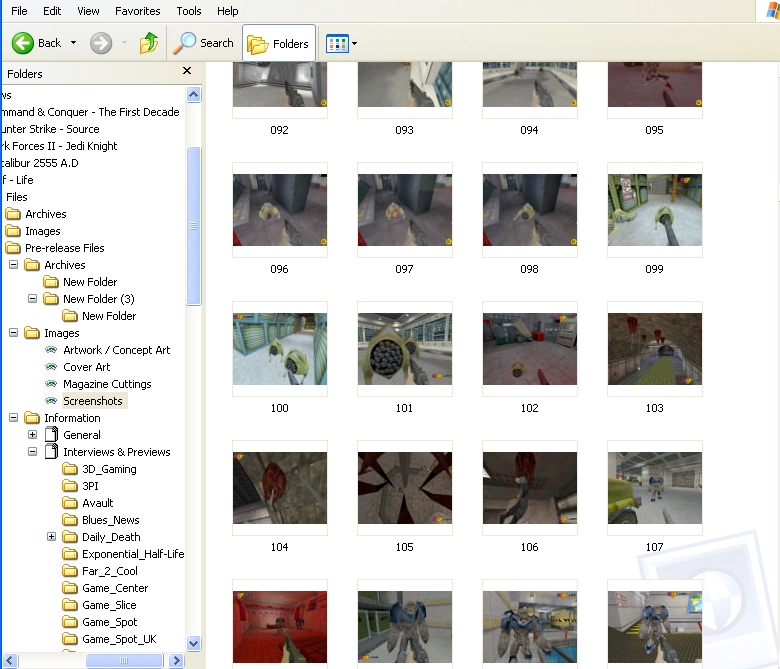 File Edit View Favorites Tools Help
Back Search Folders
Folders
ws
mmand & Conquer - The First Decade
unter Strike - Source
rk Forces II - Jedi Knight
calibur 2555 A.D
f - Life
Files
Archives
Images
Pre-release Files
Archives
New Folder
New Folder (3)
New Folder
Images
Artwork / Concept Art
Cover Art
Magazine Cuttings
Screenshots
Information
General
Interviews & Previews
3D_Gaming
3PI
Avault
Blues_News
Daily_Death
Exponential_Half-Life
Far_2_Cool
Game_Center
Game_Slice
Game_Spot
Game_Spot_UK
092 093 094 095
096 097 098 099
100 101 102 103
104 105 106 107